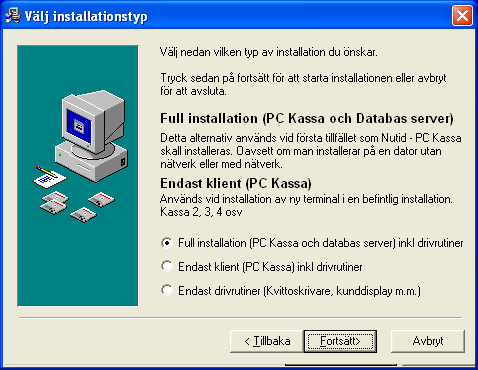 Välj installationstyp
Välj nedan vilken typ av installation du önskar.
Tryck sedan på fortsätt för att starta installationen eller avbryt
för att avsluta.
Full installation (PC Kassa och Databas server)
Detta alternativ används vid första tillfället som Nutid - PC Kassa
skall installeras. Oavsett om man installerar på en dator utan
nätverk eller med nätverk.
Endast klient (PC Kassa)
Används vid installation av ny terminal i en befintlig installation.
Kassa 2, 3, 4 osv
Full installation (PC Kassa och databas server) inkl drivrutiner
Endast klient (PC Kassa) inkl drivrutiner
Endast drivrutiner (Kvittoskrivare, kunddisplay m.m.)
< Tillbaka
Fortsätt>
Avbryt